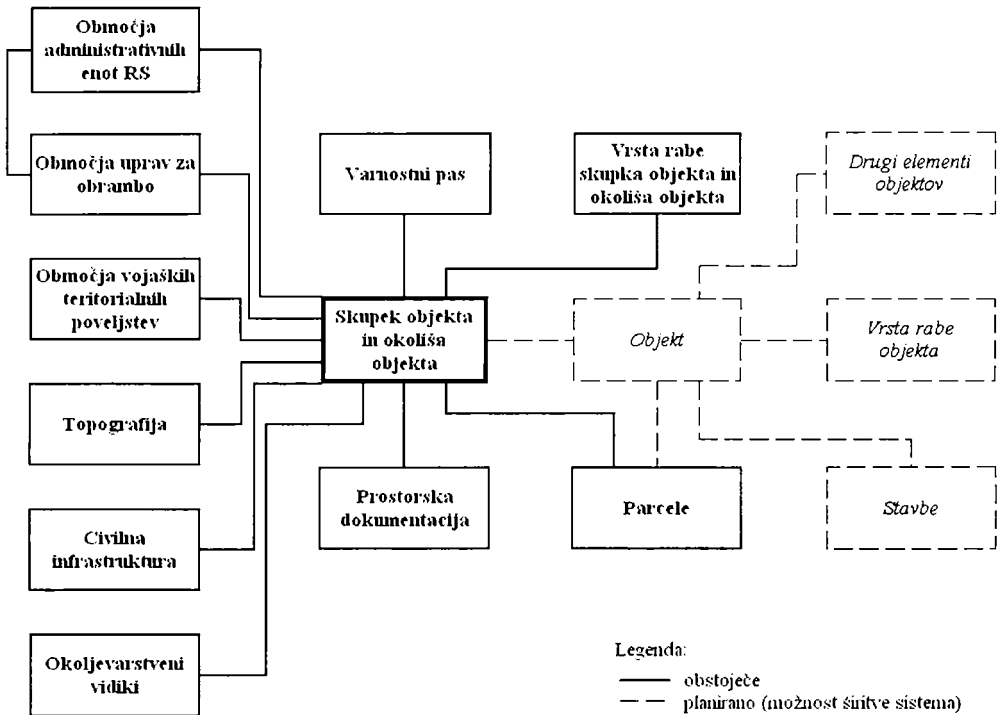 Območja
administrativnih
enot RS
Območja uprav za
obrambo
Območja vojaških
teritorialnih
poveljstev
Topografija
Civilna
infrastruktura
Okoljevarstveni
vidiki
Varnostni pas
Skupek objekta
in okoliša
objekta
Prostorska
dokumentacija
Vrsta rabe
skupka objekta in
okoliša objekta
Objekt
Parcele
Drugi elementi
objektov
Vrsta rabe
objekta
Stavbe
Legenda:
obstoječe
planirano (možnost širitve sistema)